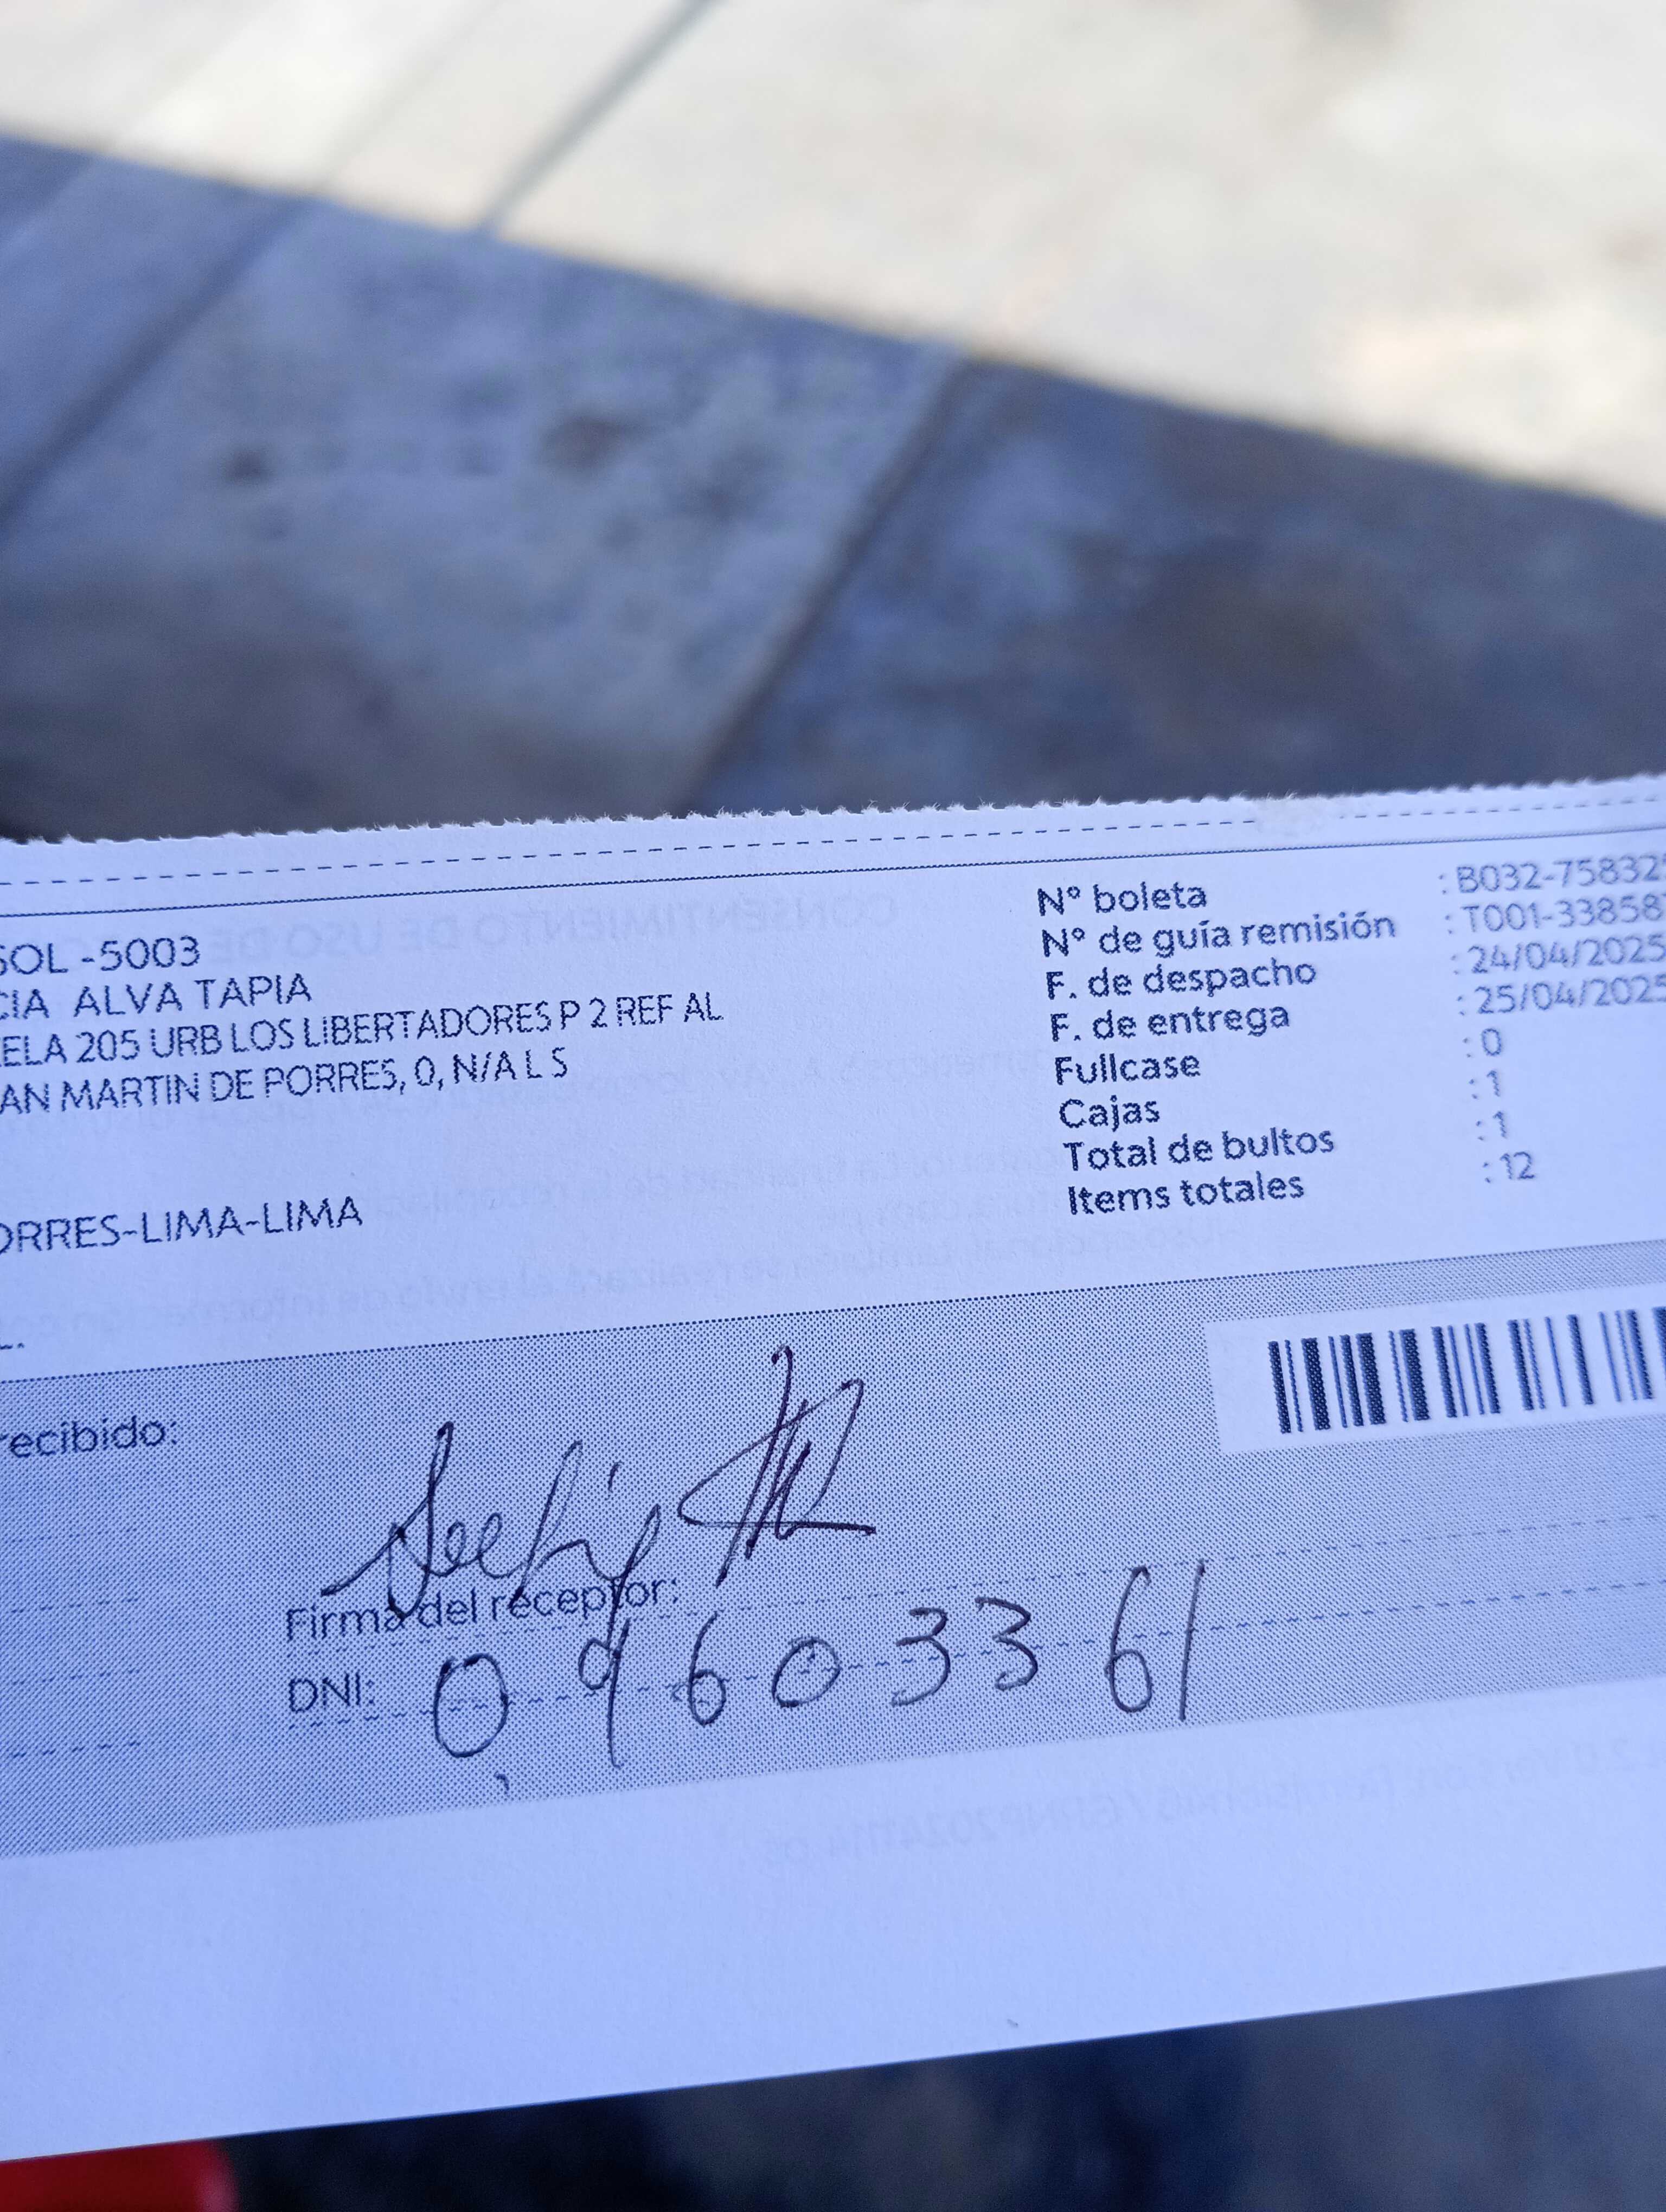 SOL -5003
CIA ALVA TAPIA
ELA 205 URB LOS LIBERTADORES P 2 REF AL
AN MARTIN DE PORRES, 0, N/A L S
ORRES-LIMA-LIMA
N° boleta : B032-75832
N° de guía remisión : T001-33858
F. de despacho : 24/04/2025
F. de entrega : 25/04/2025
Fullcase : 0
Cajas : 1
Total de bultos : 1
Items totales : 12
recibido:
Firma del receptor:
DNI: 09603361